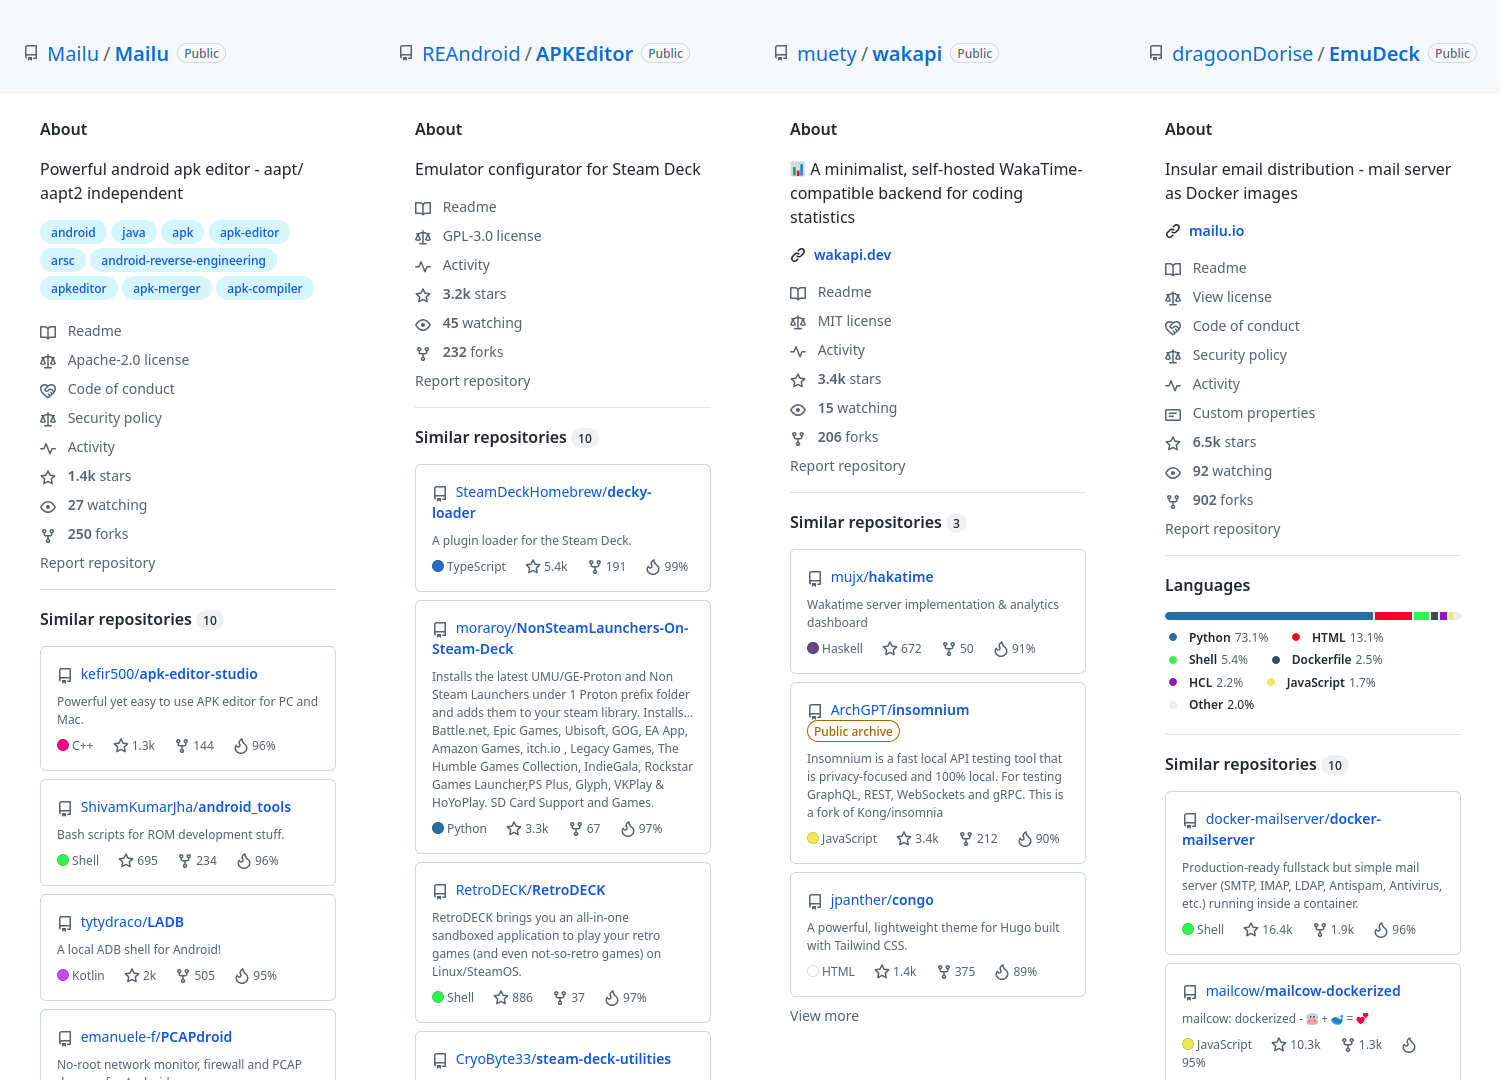 Mailu / Mailu Public
REAndroid / APKEditor Public
muety / wakapi Public
dragoonDorise / EmuDeck Public
About
Powerful android apk editor - aapt/
aapt2 independent
android java apk apk-editor
arsc android-reverse-engineering
apkeditor apk-merger apk-compiler
Readme
Apache-2.0 license
Code of conduct
Security policy
Activity
1.4k stars
27 watching
250 forks
Report repository
Similar repositories 10
kefir500/apk-editor-studio
Powerful yet easy to use APK editor for PC and
Mac.
C++ 1.3k 144 96%
ShivamKumarJha/android_tools
Bash scripts for ROM development stuff.
Shell 695 234 96%
tytydraco/LADB
A local ADB shell for Android!
Kotlin 2k 505 95%
emanuele-f/PCAPdroid
No-root network monitor, firewall and PCAP
About
Emulator configurator for Steam Deck
Readme
GPL-3.0 license
Activity
3.2k stars
45 watching
232 forks
Report repository
Similar repositories 10
SteamDeckHomebrew/decky-
loader
A plugin loader for the Steam Deck.
TypeScript 5.4k 191 99%
moraroy/NonSteamLaunchers-On-
Steam-Deck
Installs the latest UMU/GE-Proton and Non
Steam Launchers under 1 Proton prefix folder
and adds them to your steam library. Installs...
Battle.net, Epic Games, Ubisoft, GOG, EA App,
Amazon Games, itch.io , Legacy Games, The
Humble Games Collection, IndieGala, Rockstar
Games Launcher,PS Plus, Glyph, VKPlay &
HoYoPlay. SD Card Support and Games.
Python 3.3k 67 97%
RetroDECK/RetroDECK
RetroDECK brings you an all-in-one
sandboxed application to play your retro
games (and even not-so-retro games) on
Linux/SteamOS.
Shell 886 37 97%
CryoByte33/steam-deck-utilities
About
📊 A minimalist, self-hosted WakaTime-
compatible backend for coding
statistics
wakapi.dev
Readme
MIT license
Activity
3.4k stars
15 watching
206 forks
Report repository
Similar repositories 3
mujx/hakatime
Wakatime server implementation & analytics
dashboard
Haskell 672 50 91%
ArchGPT/insomnium
Public archive
Insomnium is a fast local API testing tool that
is privacy-focused and 100% local. For testing
GraphQL, REST, WebSockets and gRPC. This is
a fork of Kong/insomnia
JavaScript 3.4k 212 90%
jpanther/congo
A powerful, lightweight theme for Hugo built
with Tailwind CSS.
HTML 1.4k 375 89%
View more
About
Insular email distribution - mail server
as Docker images
mailu.io
Readme
View license
Code of conduct
Security policy
Activity
Custom properties
6.5k stars
92 watching
902 forks
Report repository
Languages
Python 73.1% HTML 13.1%
Shell 5.4% Dockerfile 2.5%
HCL 2.2% JavaScript 1.7%
Other 2.0%
Similar repositories 10
docker-mailserver/docker-
mailserver
Production-ready fullstack but simple mail
server (SMTP, IMAP, LDAP, Antispam, Antivirus,
etc.) running inside a container.
Shell 16.4k 1.9k 96%
mailcow/mailcow-dockerized
mailcow: dockerized - 🐮 + 🐋 = 💕
JavaScript 10.3k 1.3k
95%